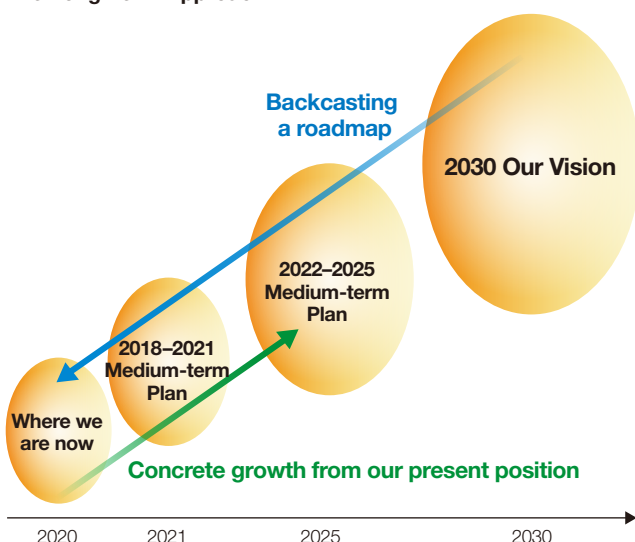 Backcasting
a roadmap
2030 Our Vision
2022–2025
Medium-term
Plan
2018–2021
Medium-term
Plan
Where we
are now
Concrete growth from our present position
2020 2021 2025 2030